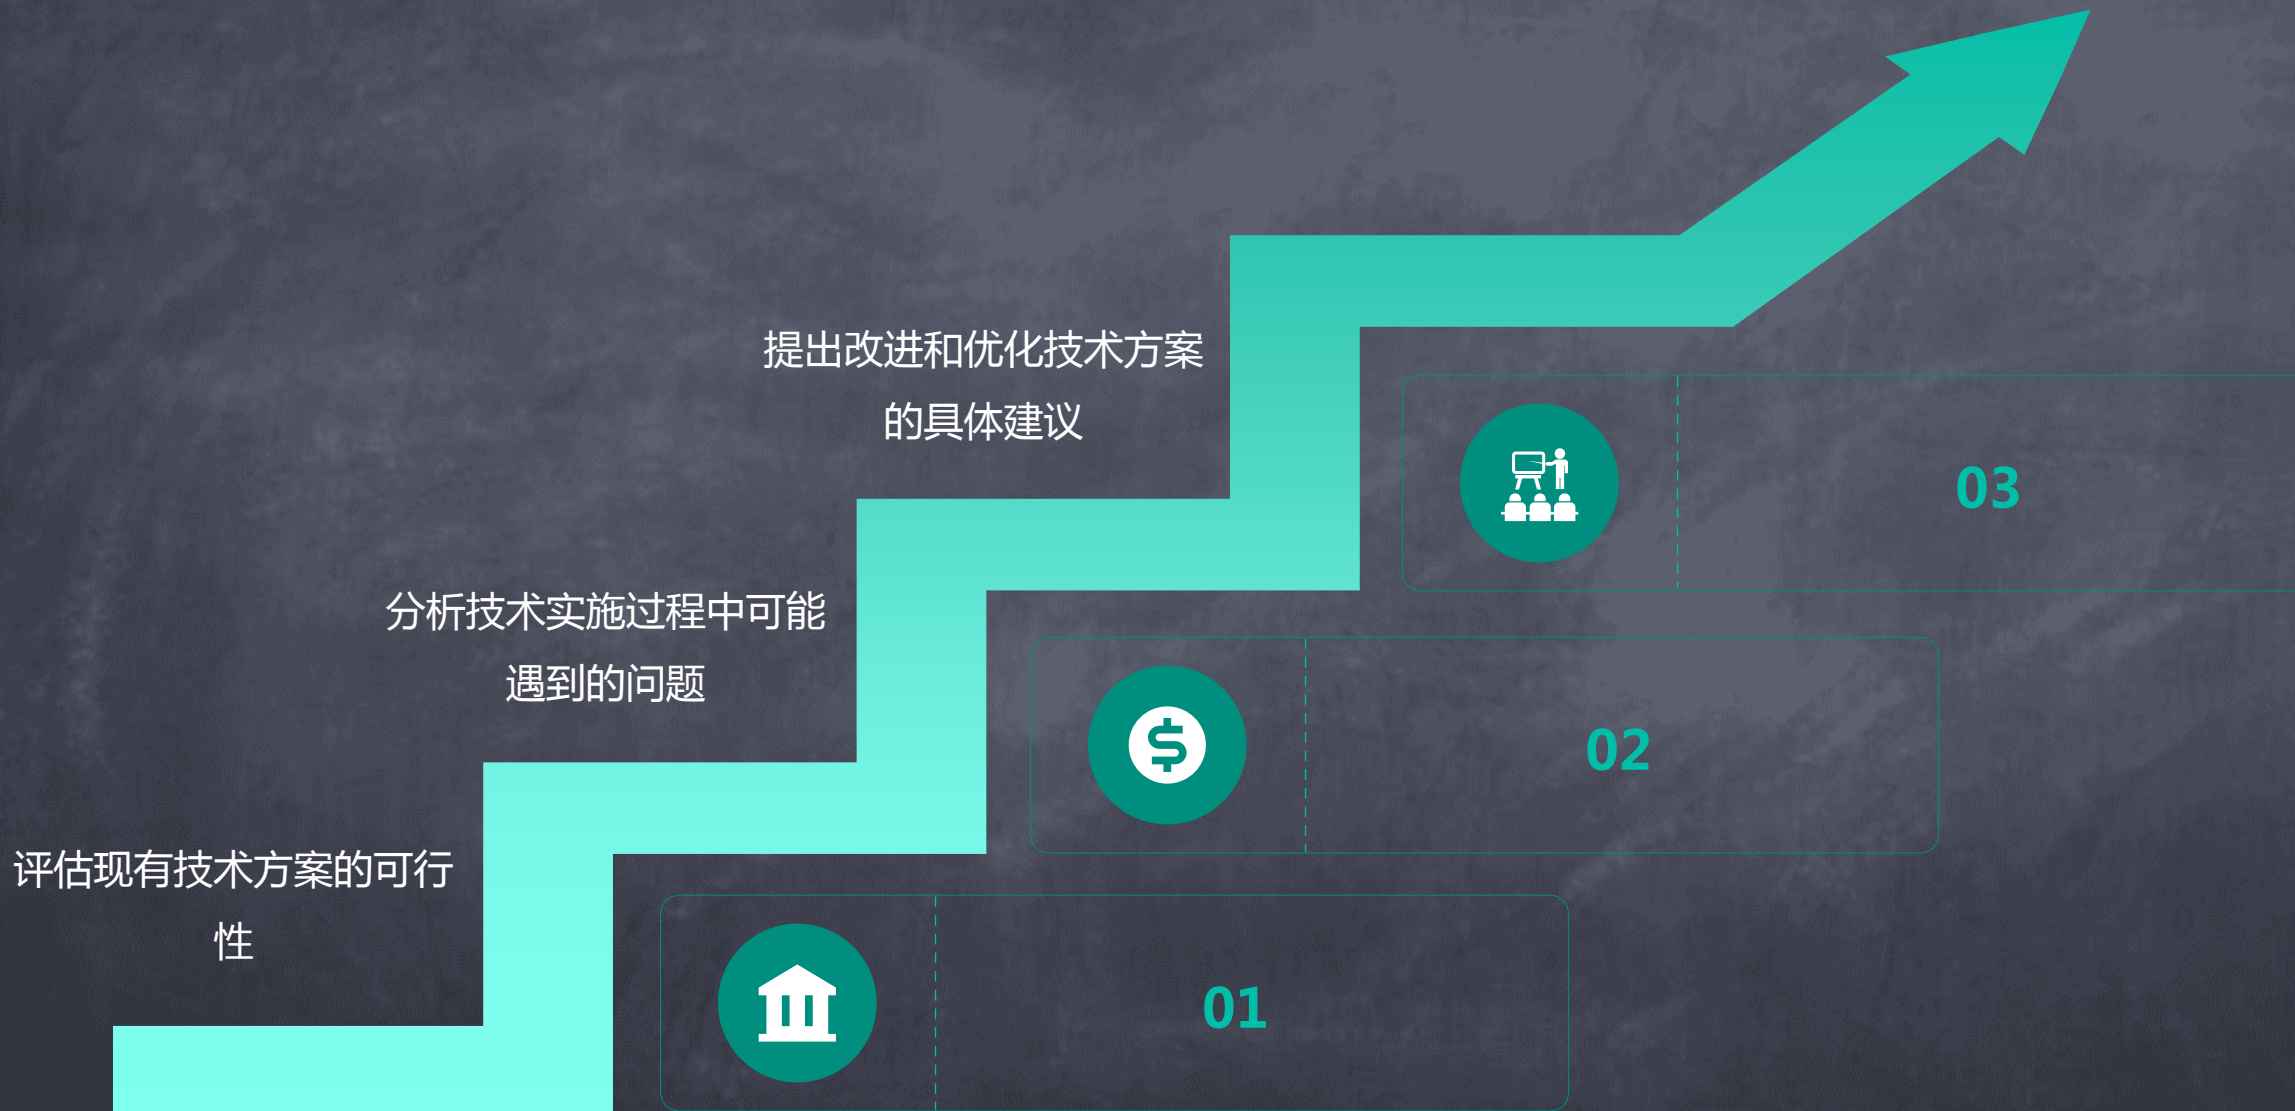 提出改进和优化技术方案
的具体建议
03
分析技术实施过程中可能
遇到的问题
02
评估现有技术方案的可行
性
01